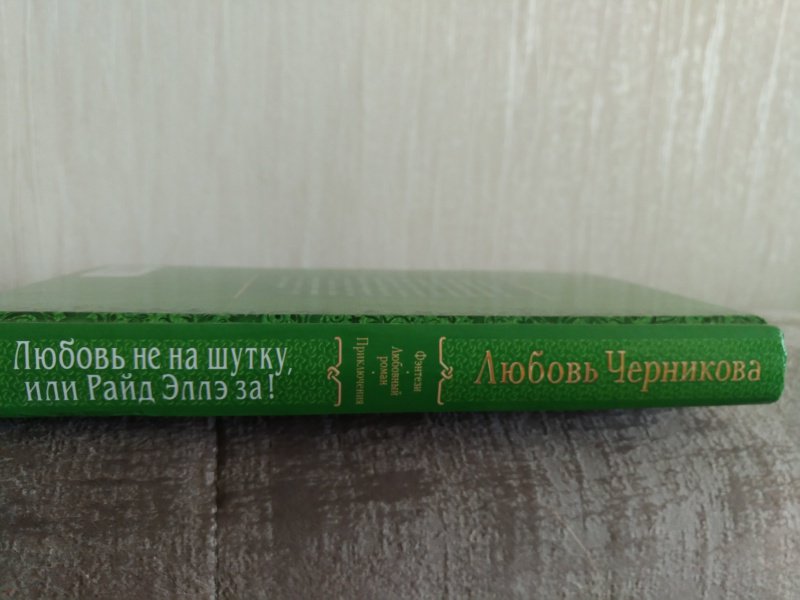 Любовь не на шутку,
или Райд Эллэ за!
Фэнтези
Любовный
роман
Приключения
Любовь Черникова